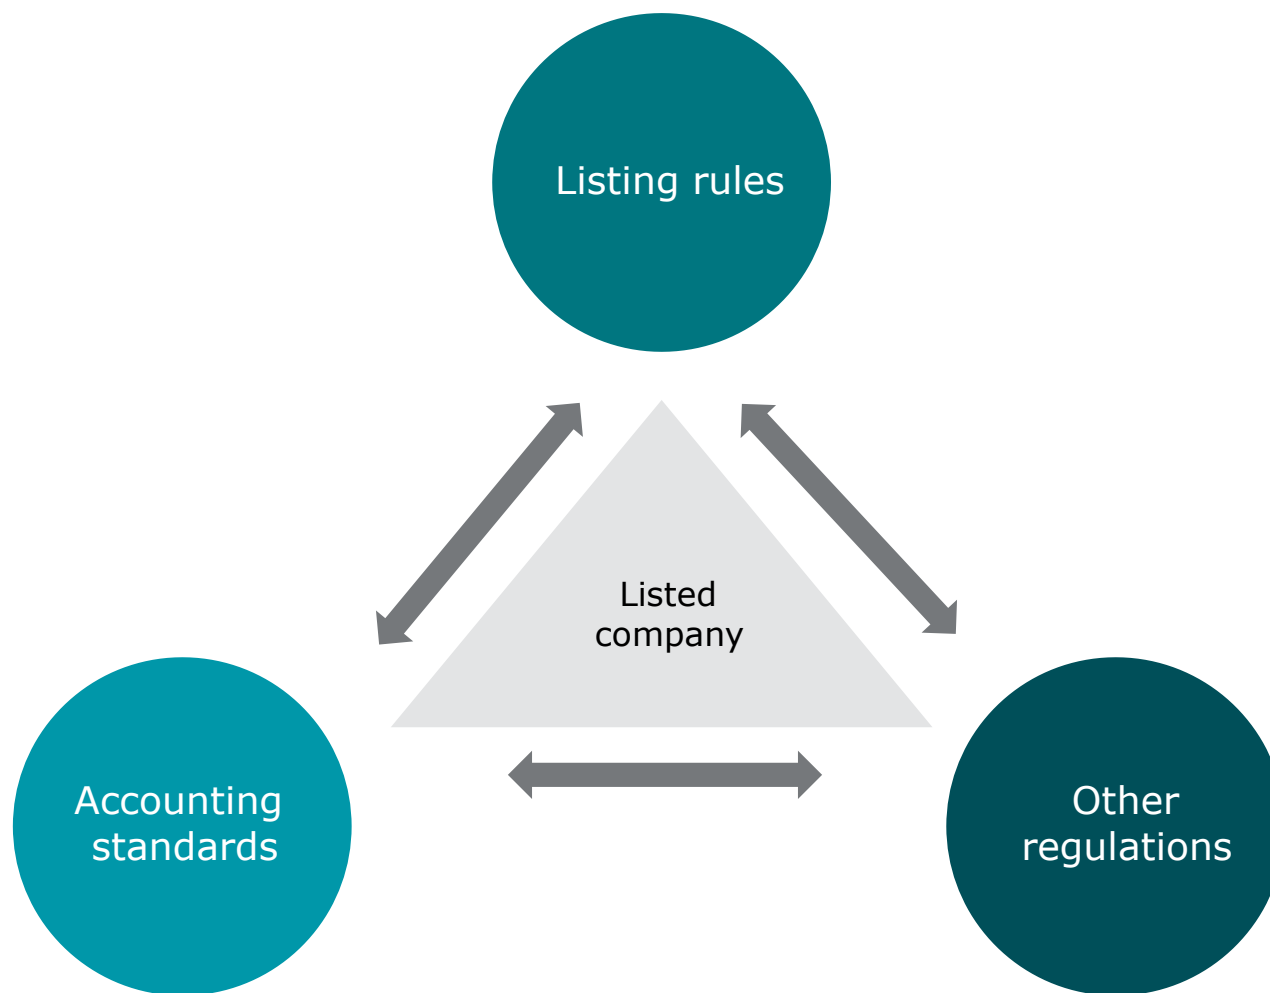 Listing rules
Listed
company
Accounting
standards
Other
regulations